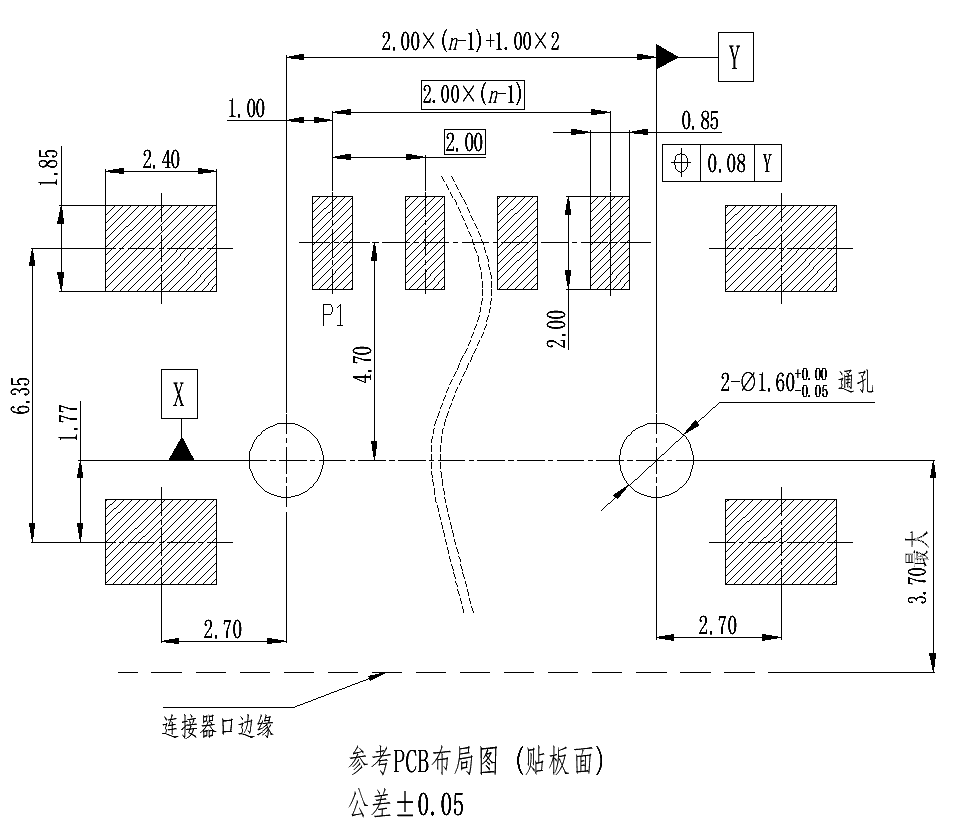 2.00×(n-1)+1.00×2
Y
2.00×(n-1)
1.00
0.85
2.00
⌖ 0.08 Y
2.40
1.85
P1
2.00
4.70
6.35
1.77
X
2-∅1.60+0.00-0.05 通孔
3.70最大
2.70
2.70
连接器口边缘
参考PCB布局图 (贴板面)
公差±0.05